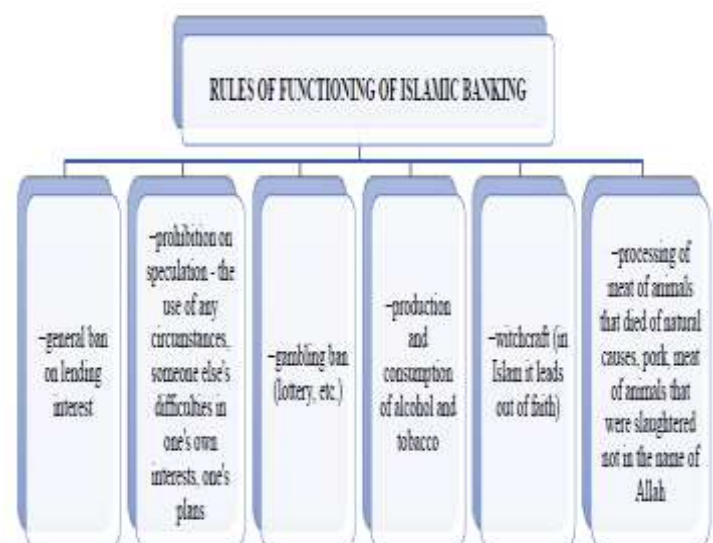 RULES OF FUNCTIONING OF ISLAMIC BANKING
–general ban
on lending
interest
–prohibition on
speculation - the
use of any
circumstances,
someone else's
difficulties in
one's own
interests, one's
plans
–gambling ban
(lottery, etc.)
–production
and
consumption
of alcohol and
tobacco
–witchcraft (in
Islam it leads
out of faith)
–processing of
meat of animals
that died of natural
causes, pork, meat
of animals that
were slaughtered
not in the name of
Allah